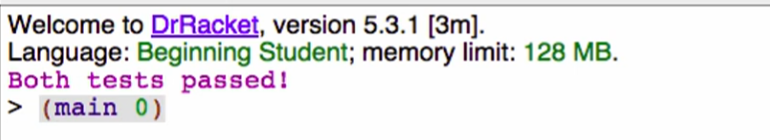 Welcome to DrRacket, version 5.3.1 [3m].
Language: Beginning Student; memory limit: 128 MB.
Both tests passed!
> (main 0)